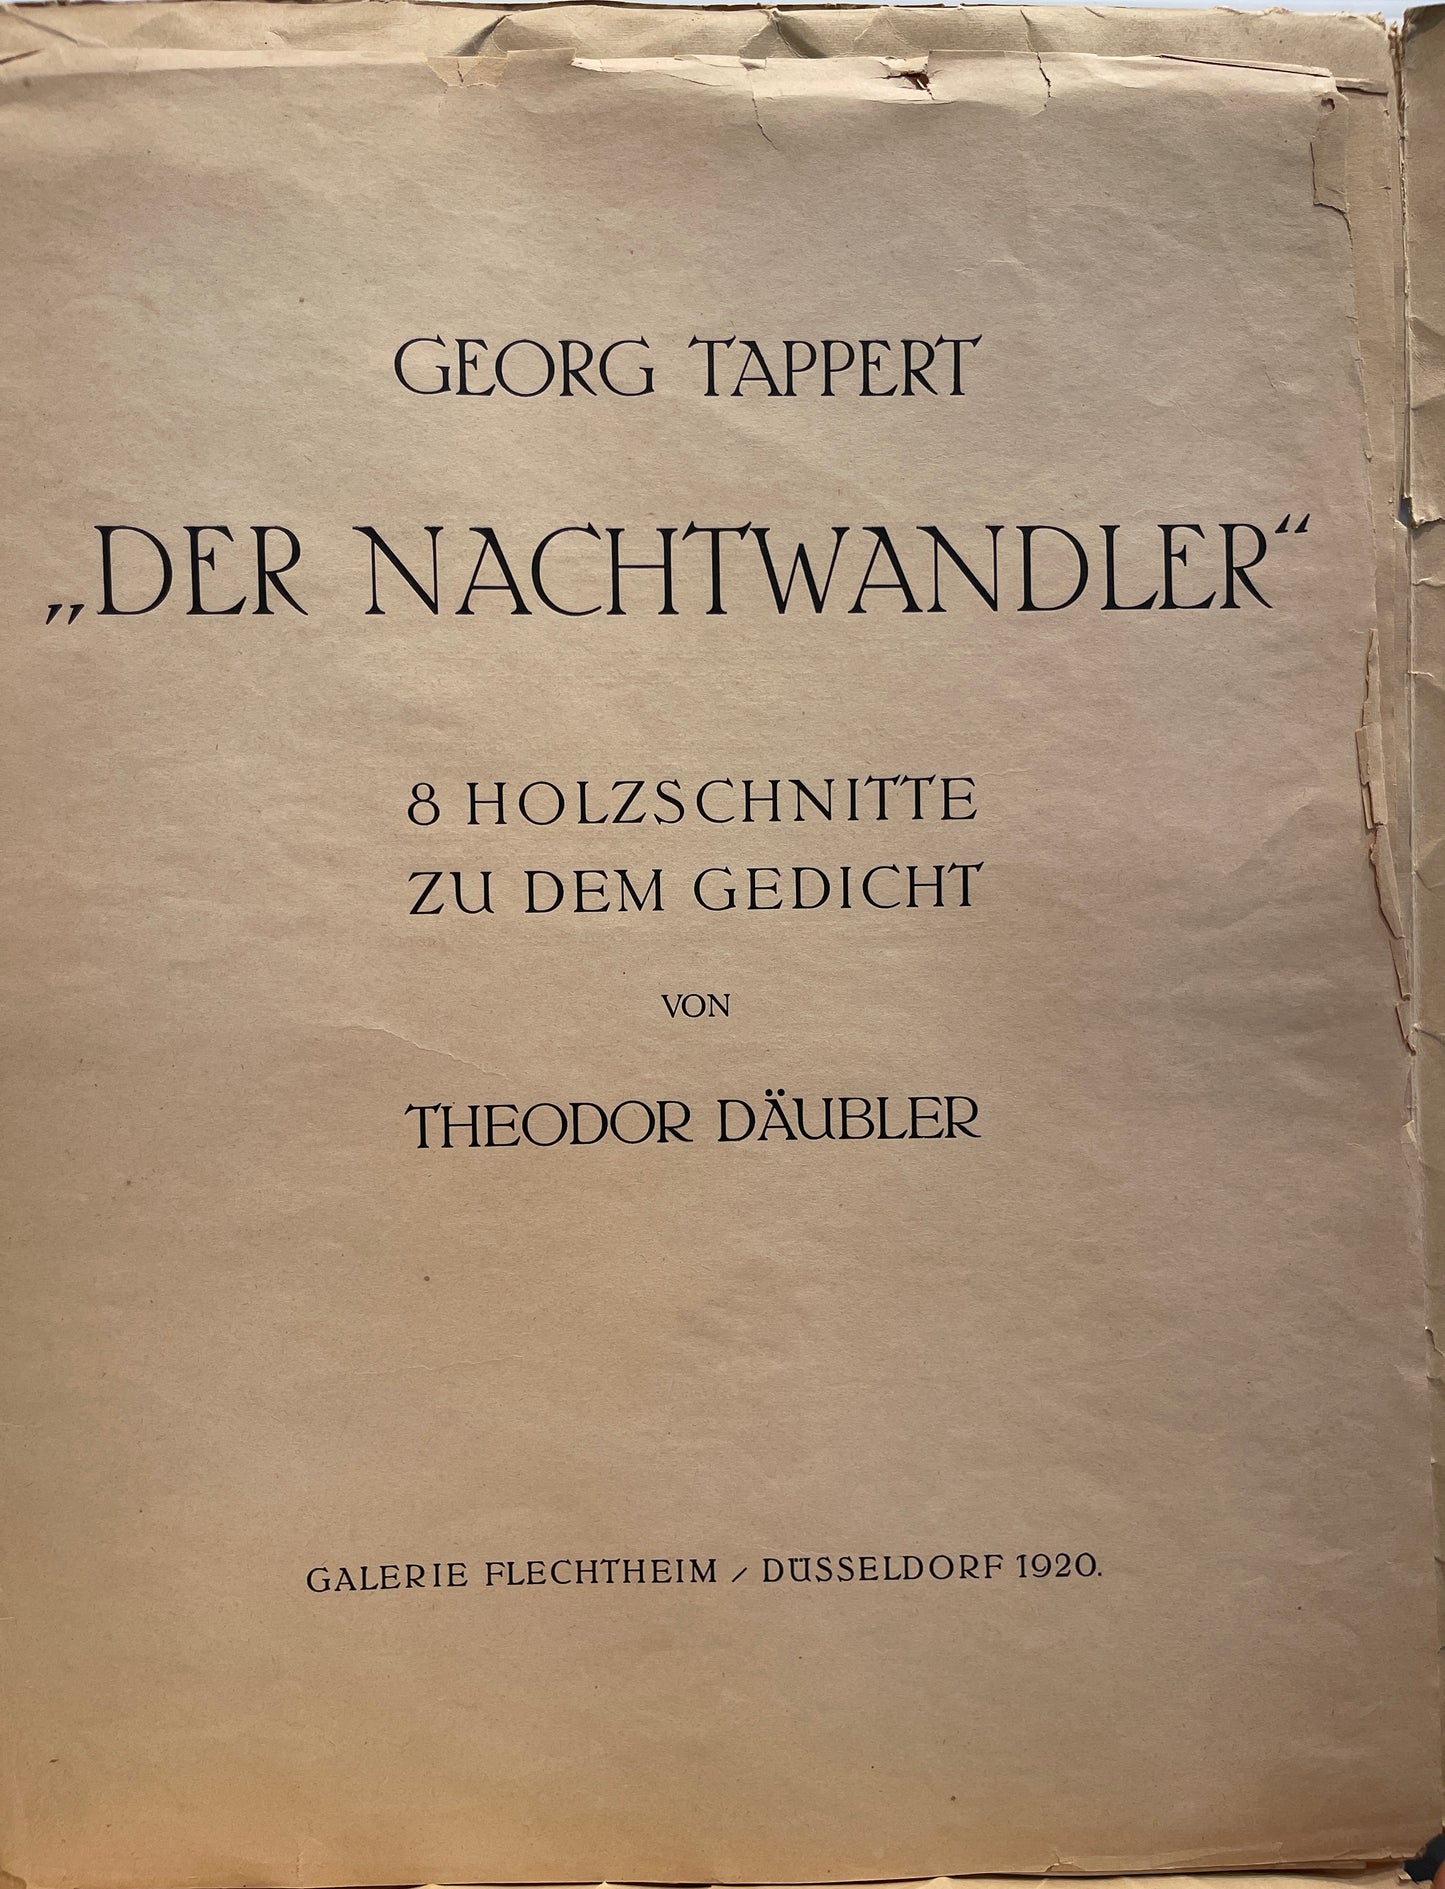 GEORG TAPPERT
„DER NACHTWANDLER“
8 HOLZSCHNITTE
ZU DEM GEDICHT
VON
THEODOR DÄUBLER
GALERIE FLECHTHEIM / DÜSSELDORF 1920.